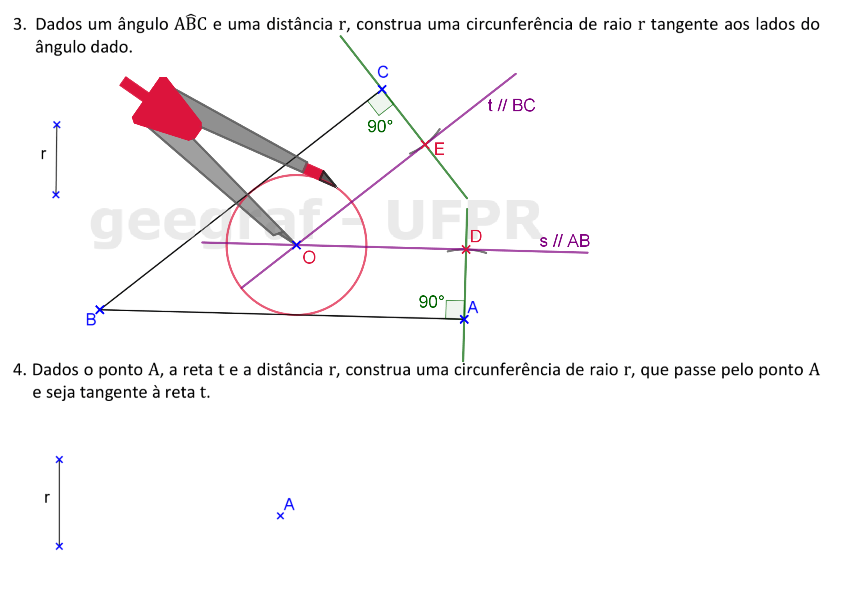 3. Dados um ângulo AB̂C e uma distância r, construa uma circunferência de raio r tangente aos lados do
ângulo dado.
C
t // BC
90°
r
E
geegraf - UFPR
D
s // AB
O
90°
A
B
4. Dados o ponto A, a reta t e a distância r, construa uma circunferência de raio r, que passe pelo ponto A
e seja tangente à reta t.
r
A